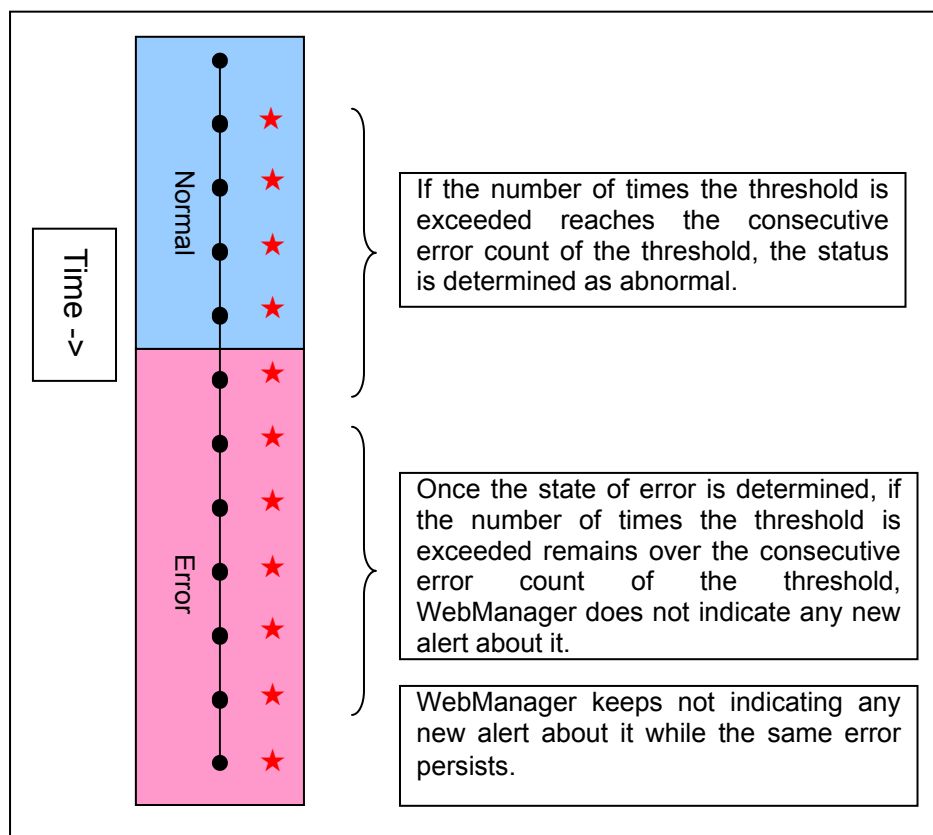 Time ->
Normal
Error
If the number of times the threshold is
exceeded reaches the consecutive
error count of the threshold, the status
is determined as abnormal.
Once the state of error is determined, if
the number of times the threshold is
exceeded remains over the consecutive
error count of the threshold,
WebManager does not indicate any new
alert about it.
WebManager keeps not indicating any
new alert about it while the same error
persists.